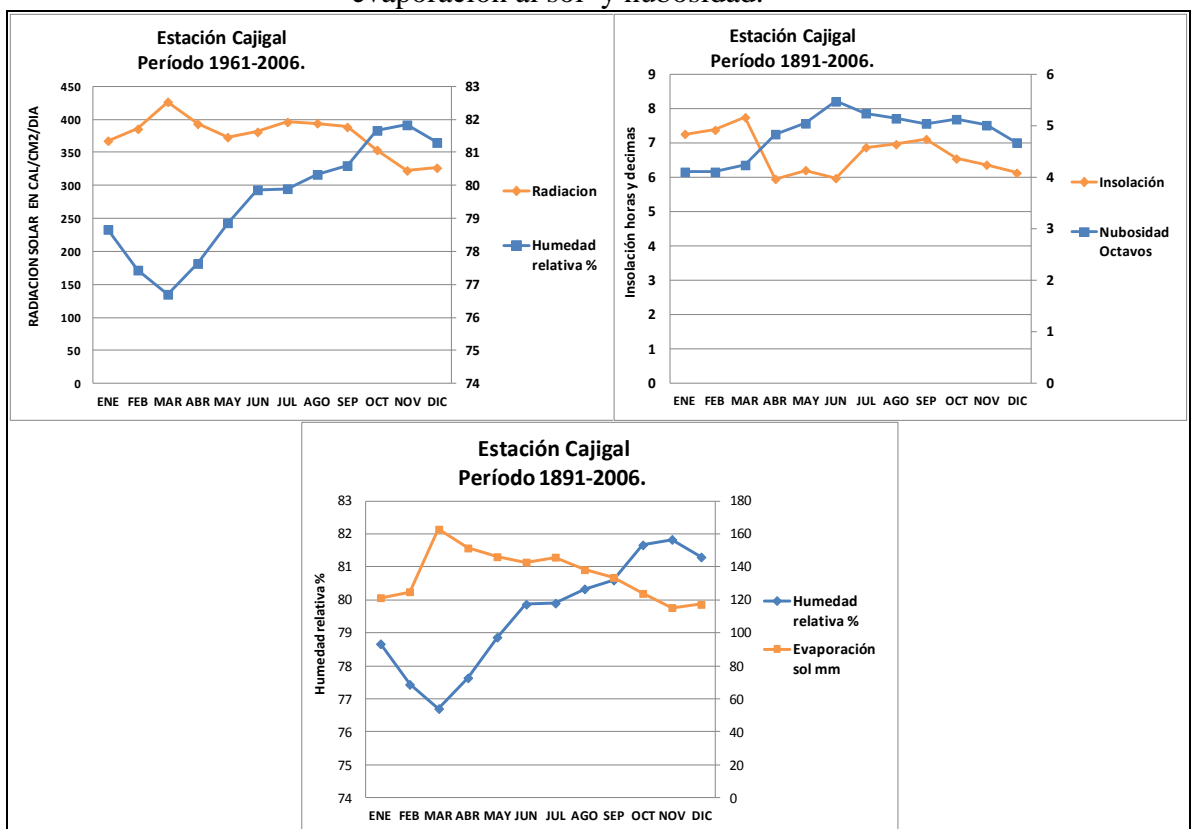 evaporación al sol y nubosidad.
Estación Cajigal
Período 1961-2006.
RADIACION SOLAR EN CAL/CM2/DIA
450
400
350
300
250
200
150
100
50
0
83
82
81
80
79
78
77
76
75
74
ENE FEB MAR ABR MAY JUN JUL AGO SEP OCT NOV DIC
Radiacion
Humedad
relativa %
Estación Cajigal
Período 1891-2006.
Insolación horas y decimas
9
8
7
6
5
4
3
2
1
0
6
5
4
3
2
1
0
ENE FEB MAR ABR MAY JUN JUL AGO SEP OCT NOV DIC
Insolación
Nubosidad
Octavos
Estación Cajigal
Período 1891-2006.
Humedad relativa %
83
82
81
80
79
78
77
76
75
74
180
160
140
120
100
80
60
40
20
0
ENE FEB MAR ABR MAY JUN JUL AGO SEP OCT NOV DIC
Humedad
relativa %
Evaporación
sol mm